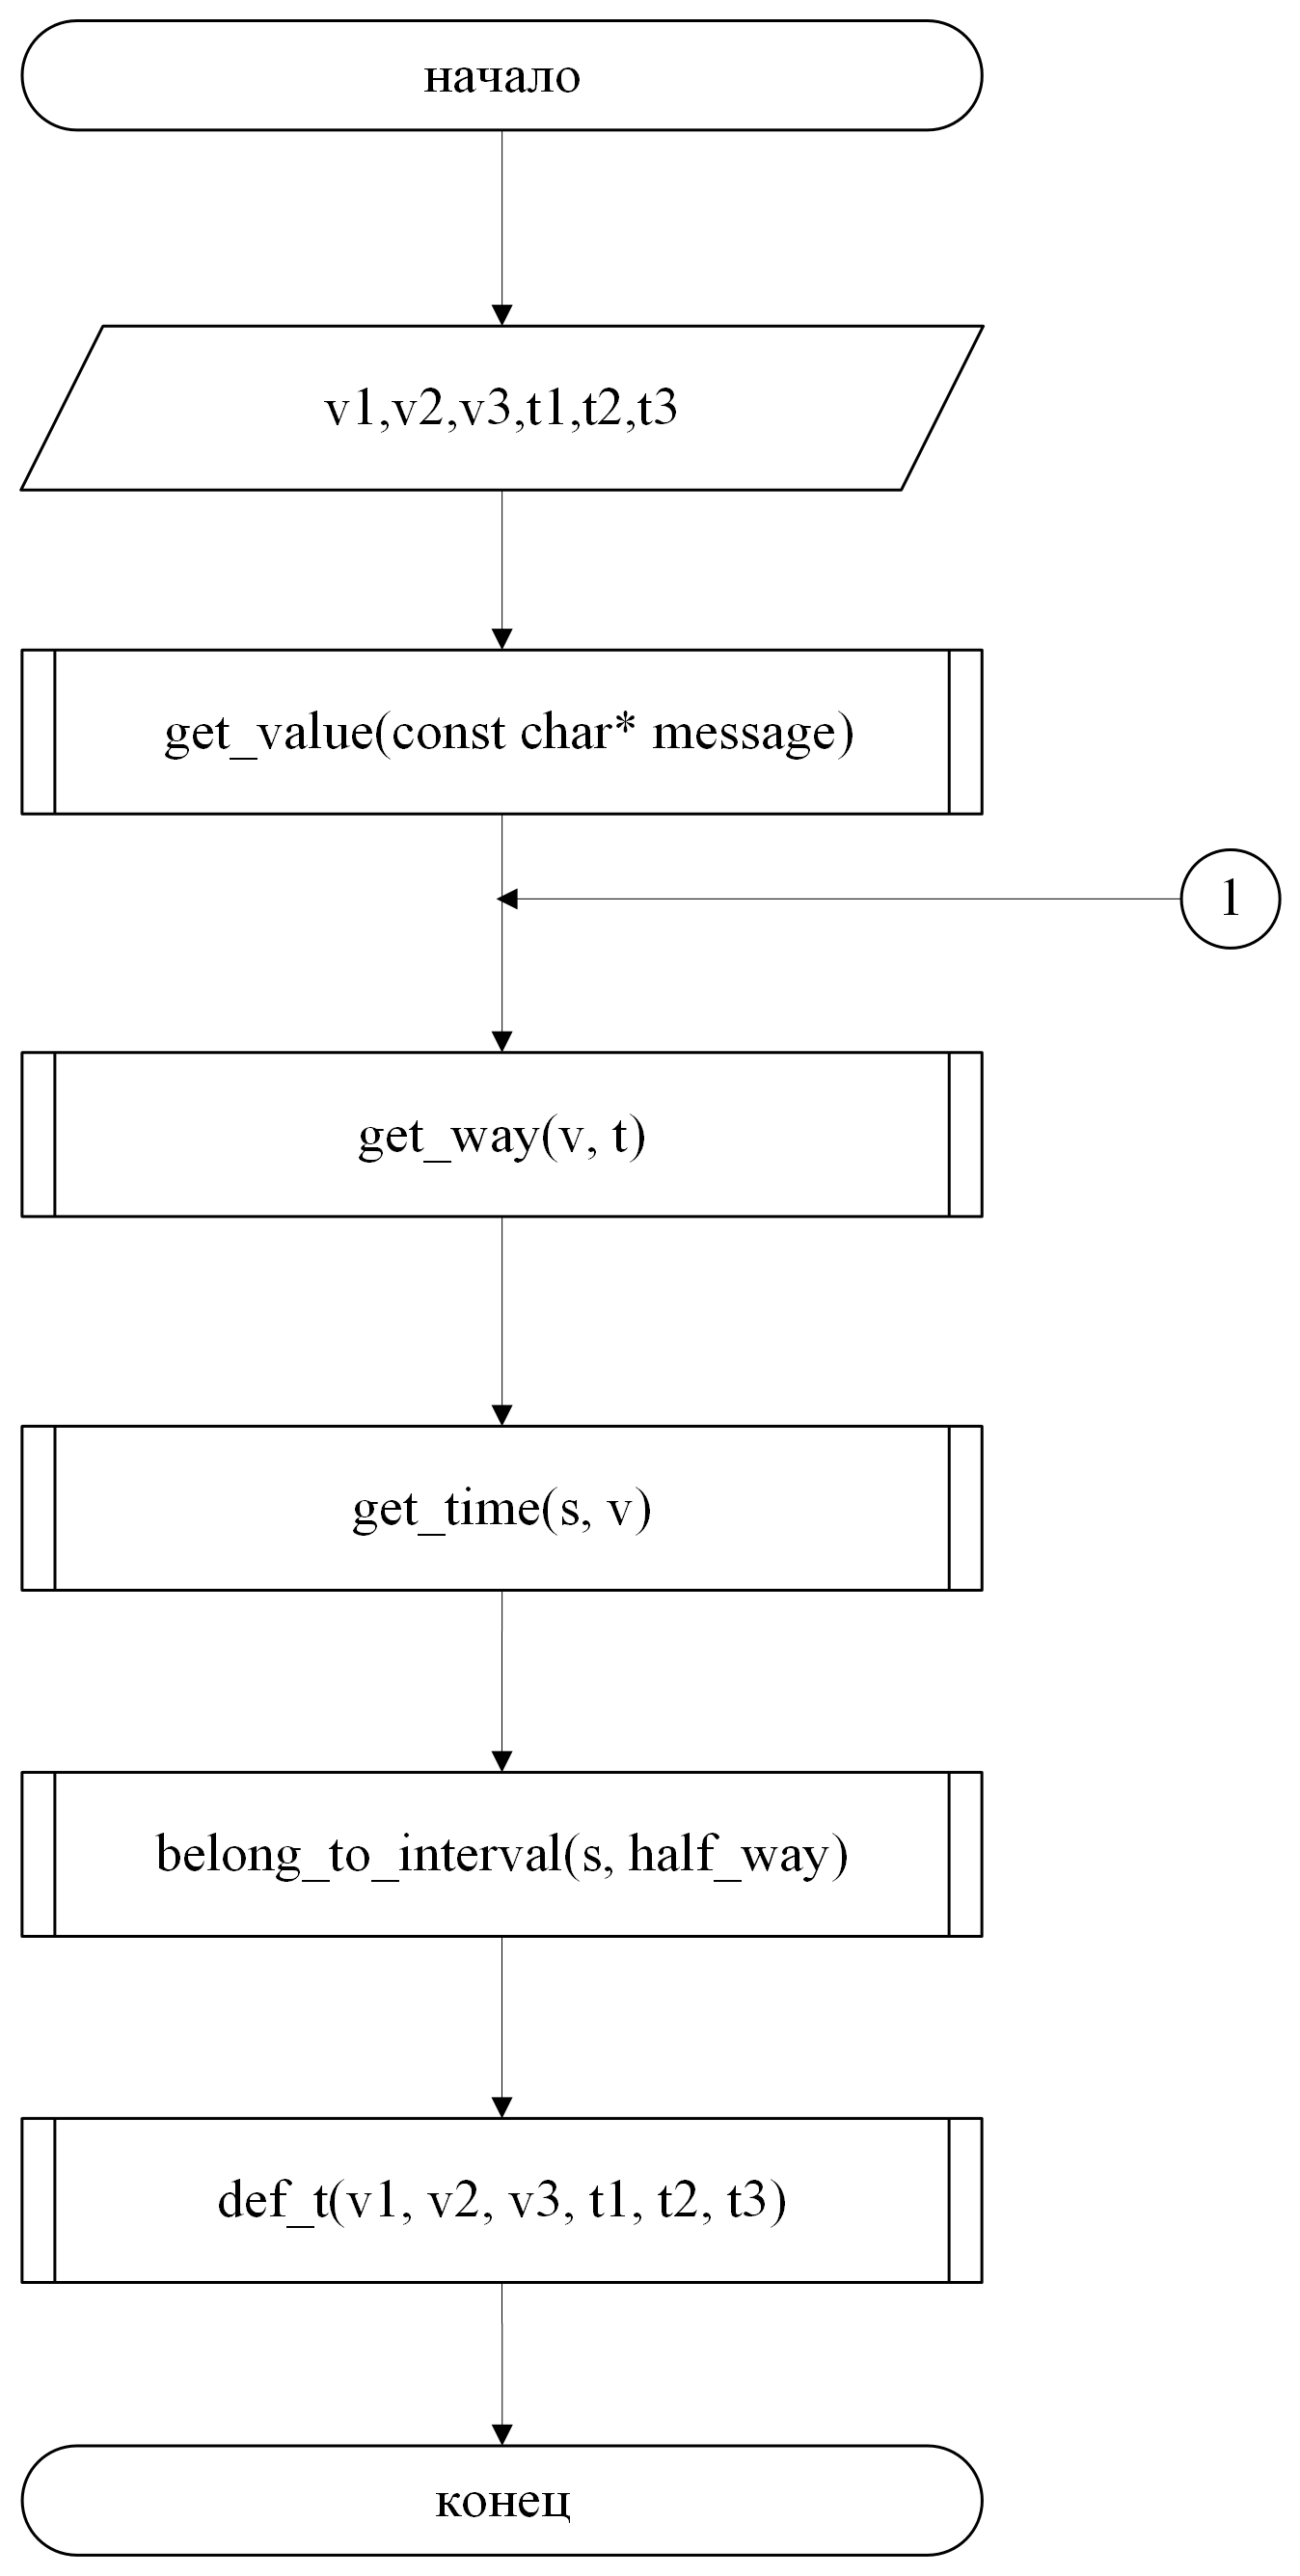 начало
v1,v2,v3,t1,t2,t3
get_value(const char* message)
1
get_way(v, t)
get_time(s, v)
belong_to_interval(s, half_way)
def_t(v1, v2, v3, t1, t2, t3)
конец